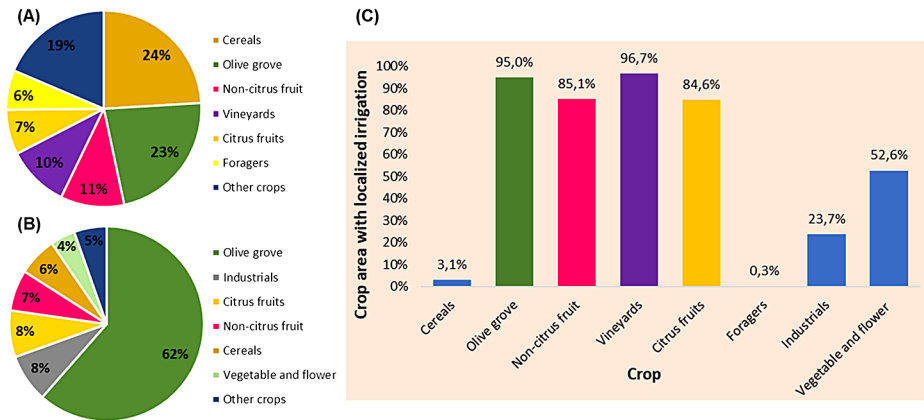 (A)
24%
23%
11%
10%
7%
6%
19%
Cereals
Olive grove
Non-citrus fruit
Vineyards
Citrus fruits
Foragers
Other crops
(B)
62%
8%
8%
7%
6%
4%
5%
Olive grove
Industrials
Citrus fruits
Non-citrus fruit
Cereals
Vegetable and flower
Other crops
(C)
Crop area with localized irrigation
100%
90%
80%
70%
60%
50%
40%
30%
20%
10%
0%
3,1%
95,0%
85,1%
96,7%
84,6%
0,3%
23,7%
52,6%
Cereals
Olive grove
Non-citrus fruit
Vineyards
Citrus fruits
Foragers
Industrials
Vegetable and flower
Crop